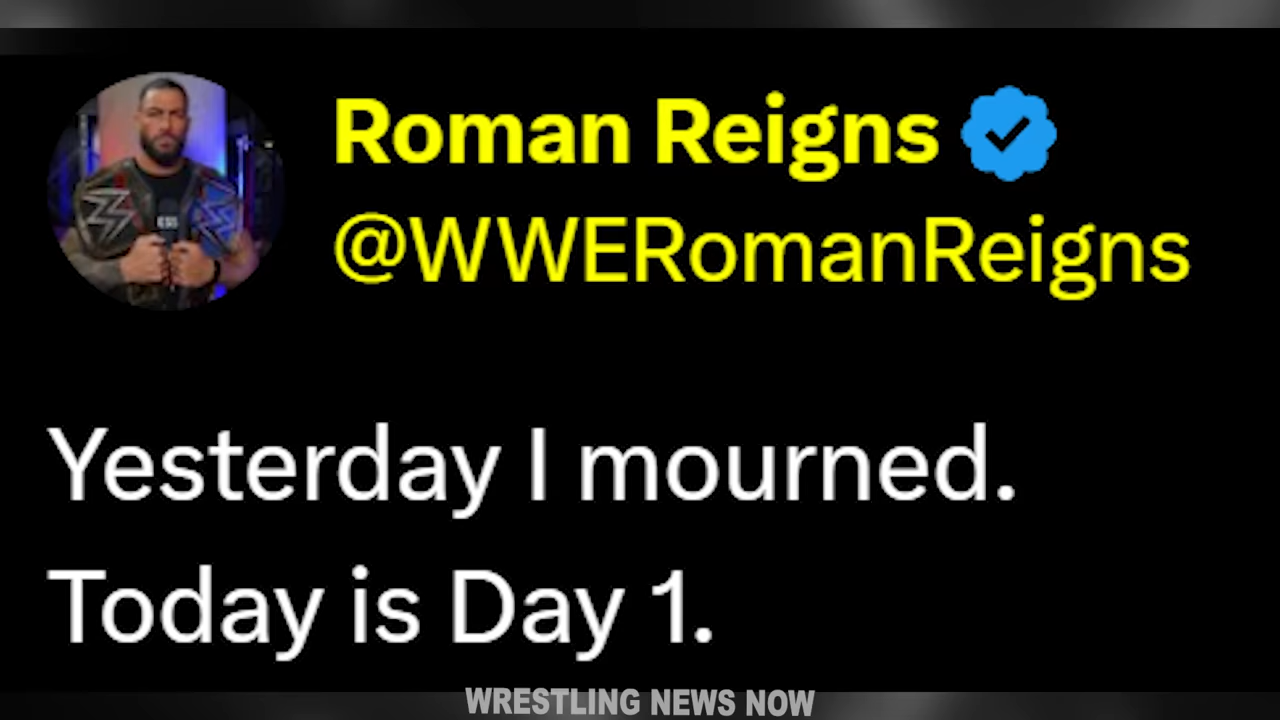 Roman Reigns
@WWERomanReigns
Yesterday I mourned.
Today is Day 1.
WRESTLING NEWS NOW